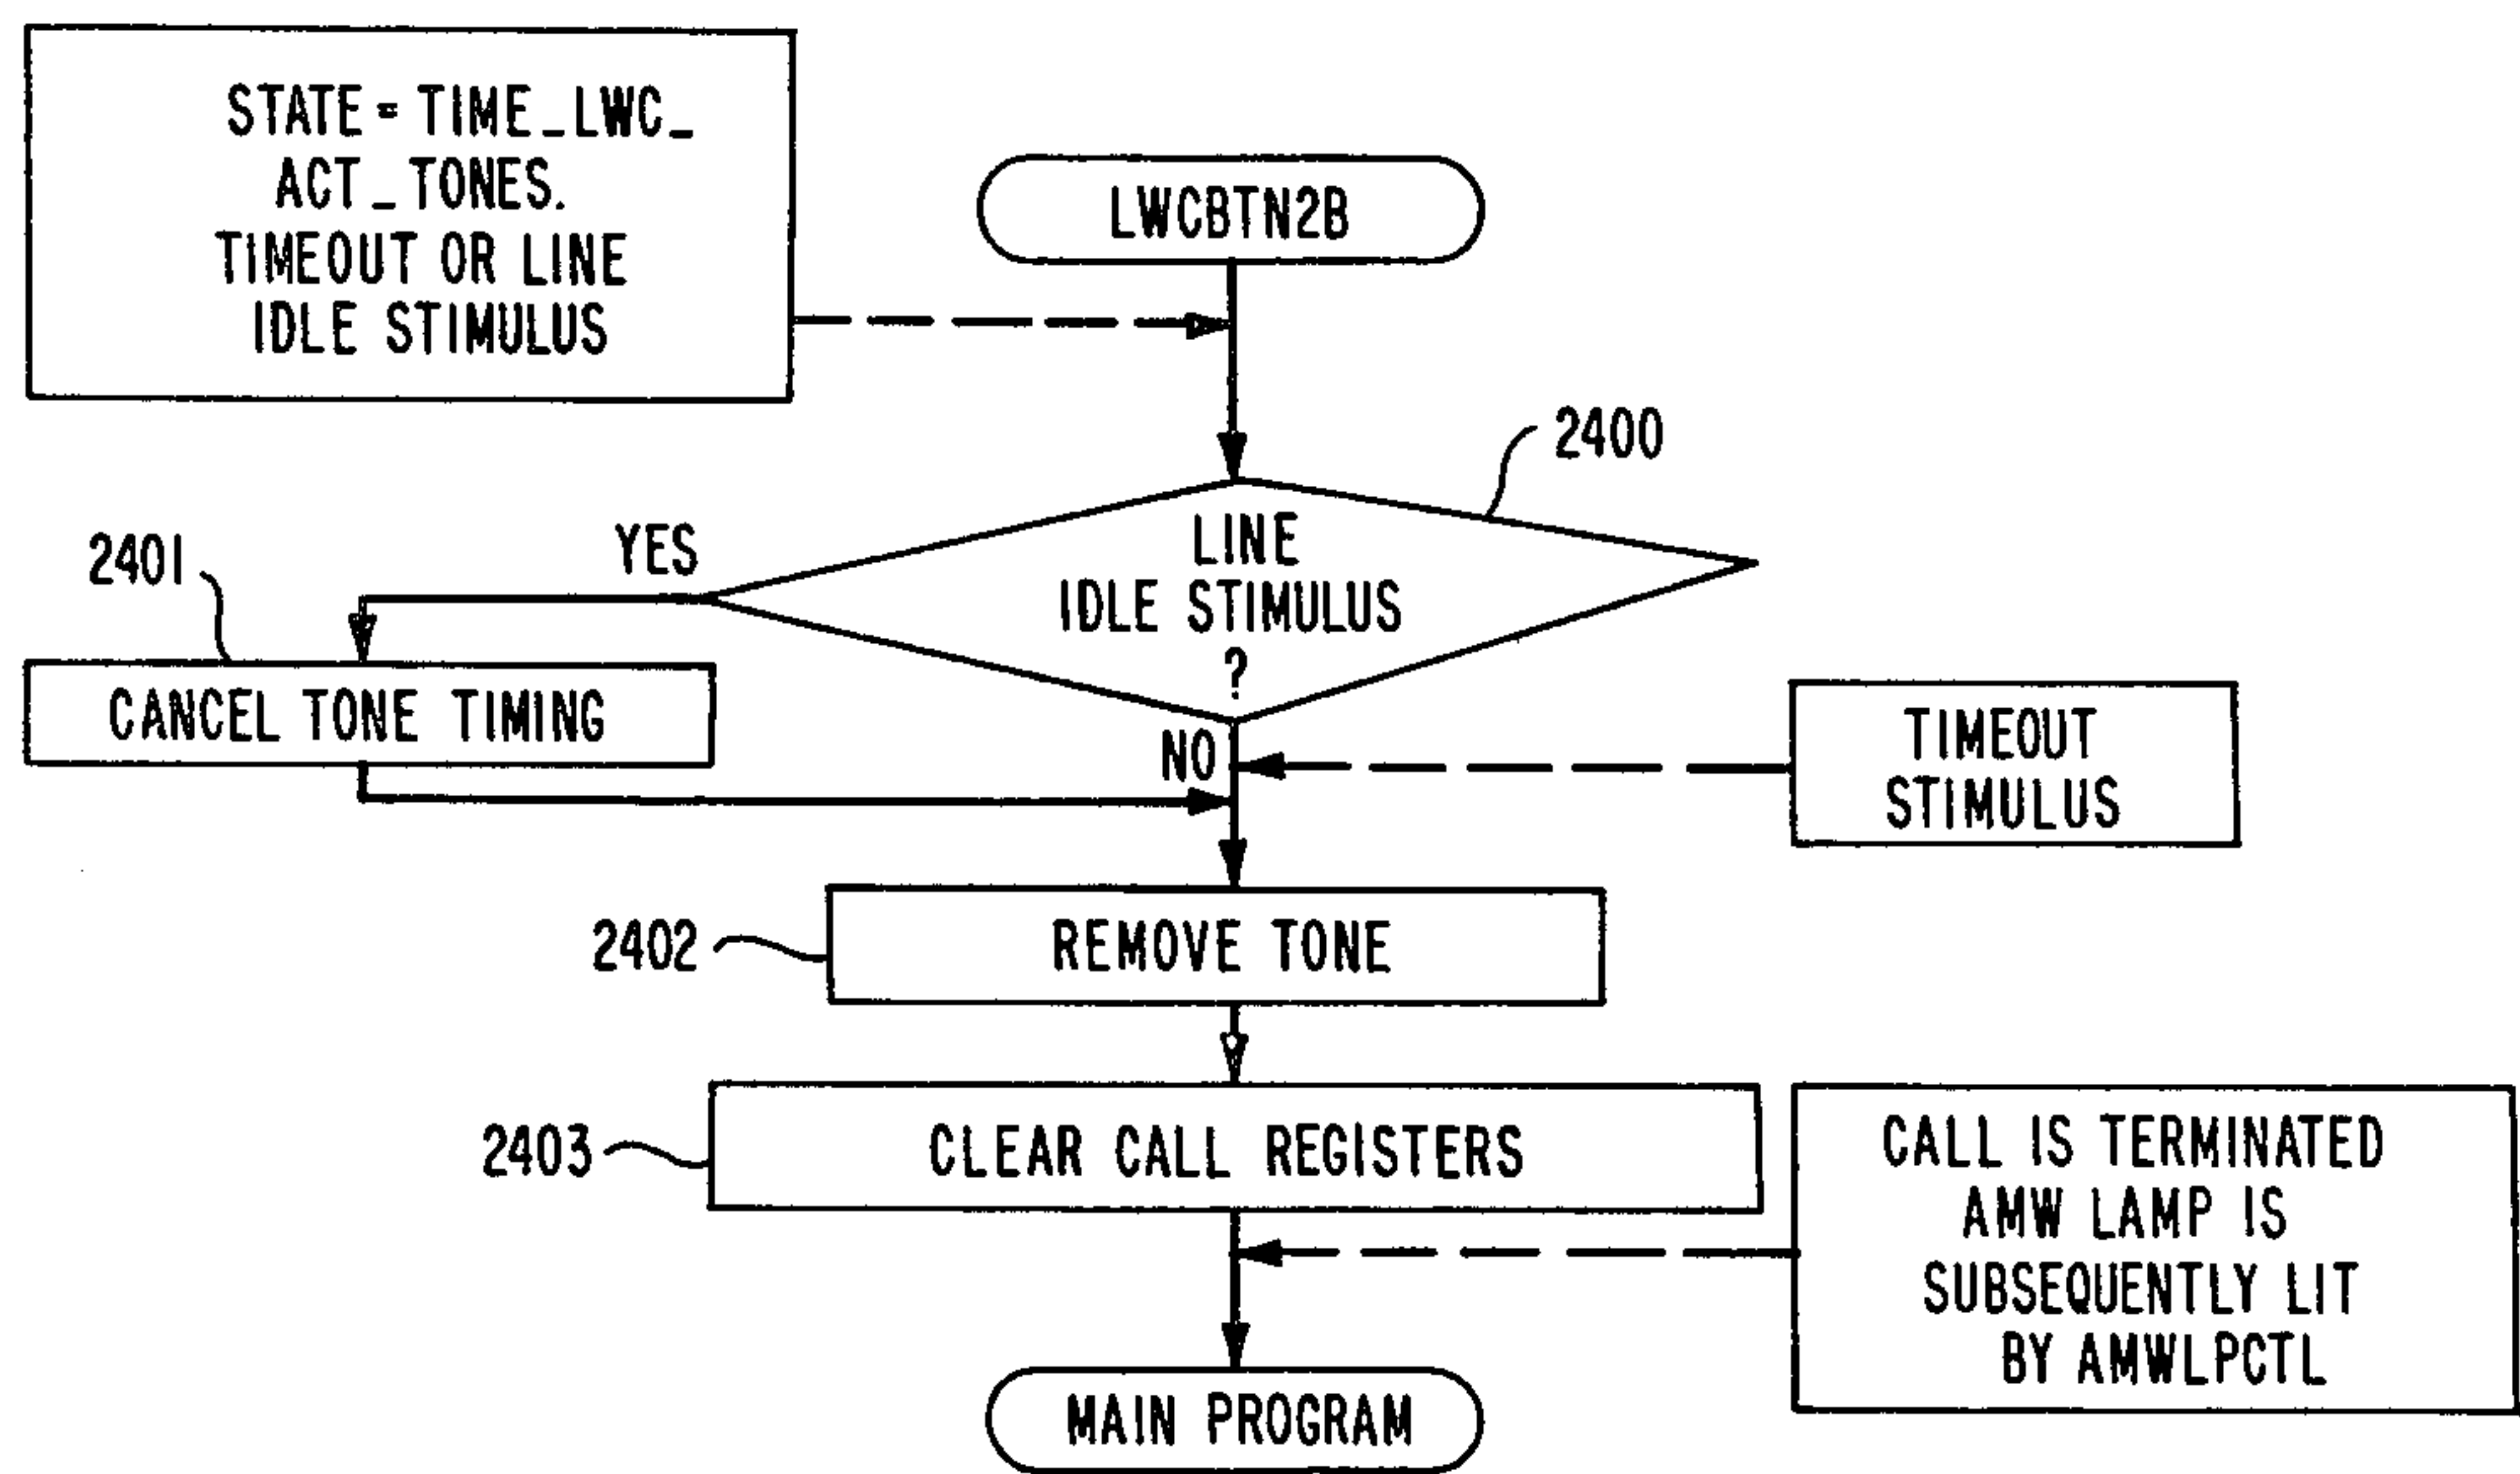 STATE = TIME_LWC_
ACT_TONES.
TIMEOUT OR LINE
IDLE STIMULUS
LWCBTN2B
2400
LINE
IDLE STIMULUS
?
YES
2401
CANCEL TONE TIMING
NO
TIMEOUT
STIMULUS
2402
REMOVE TONE
2403
CLEAR CALL REGISTERS
CALL IS TERMINATED
AMW LAMP IS
SUBSEQUENTLY LIT
BY AMWLPCTL
MAIN PROGRAM